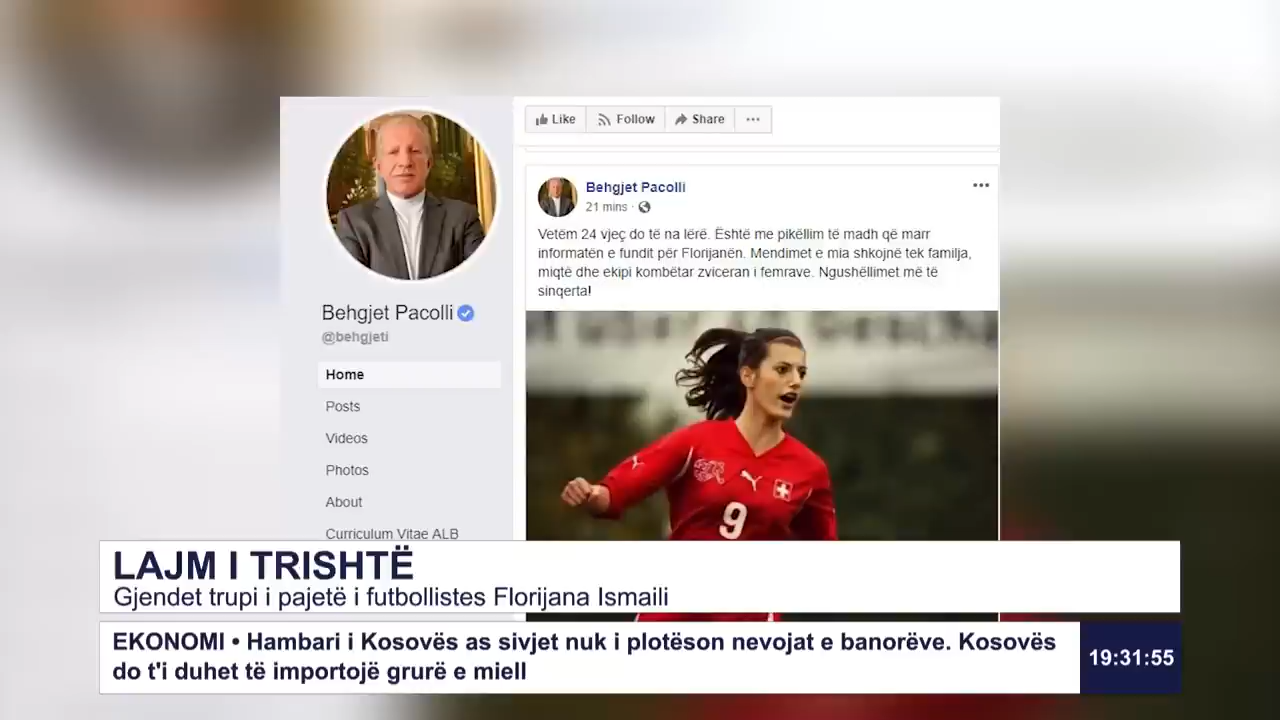 Like
Follow
Share
Behgjet Pacolli
21 mins ·
Vetëm 24 vjeç do të na lërë. Është me pikëllim të madh që marr
informatën e fundit për Florijanën. Mendimet e mia shkojnë tek familja,
miqtë dhe ekipi kombëtar zviceran i femrave. Ngushëllimet më të
sinqerta!
Behgjet Pacolli
@behgjeti
Home
Posts
Videos
Photos
About
Curriculum Vitae ALB
9
LAJM I TRISHTË
Gjendet trupi i pajetë i futbollistes Florijana Ismaili
EKONOMI • Hambari i Kosovës as sivjet nuk i plotëson nevojat e banorëve. Kosovës
do t'i duhet të importojë grurë e miell
19:31:55